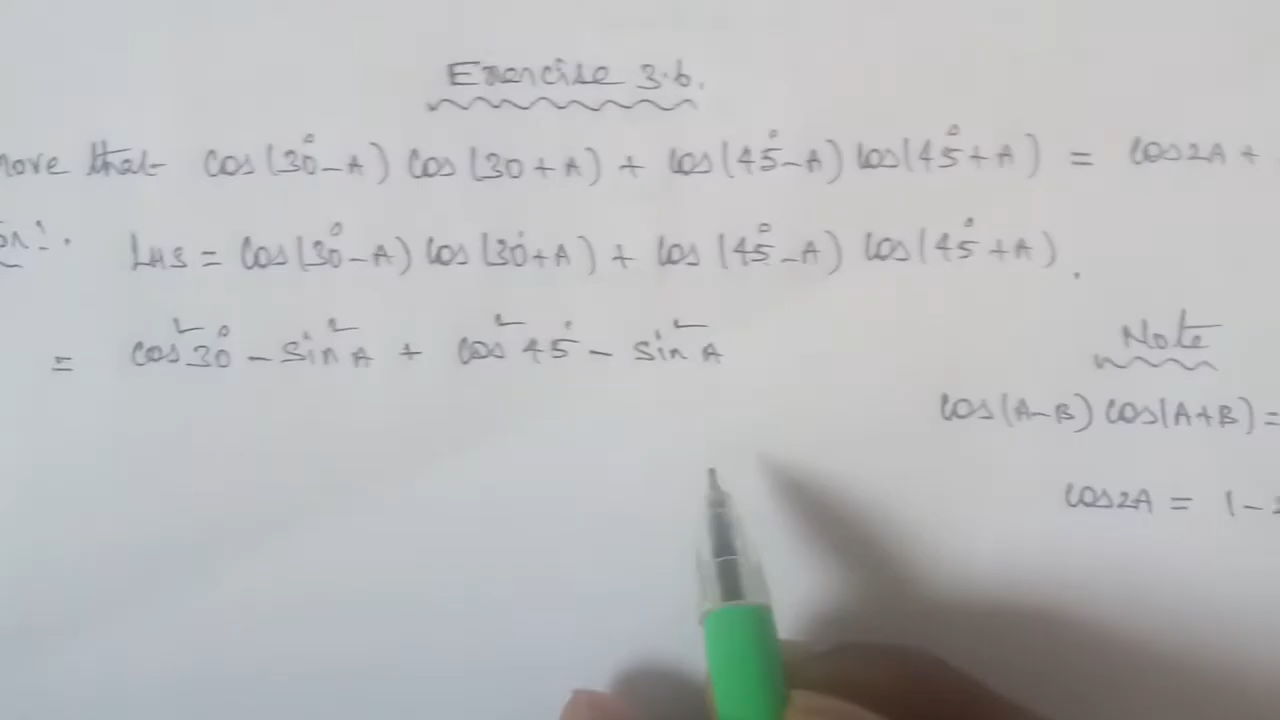 Exercise 3.6.
that cos(30°-A) cos(30+A) + cos(45°-A) cos(45°+A) = cos2A +
LHS = cos(30°-A) cos(30°+A) + cos(45°-A) cos(45°+A).
= cos²30° - sin²A + cos²45° - sin²A
Note
cos(A-B) cos(A+B) =
cos2A = 1 -